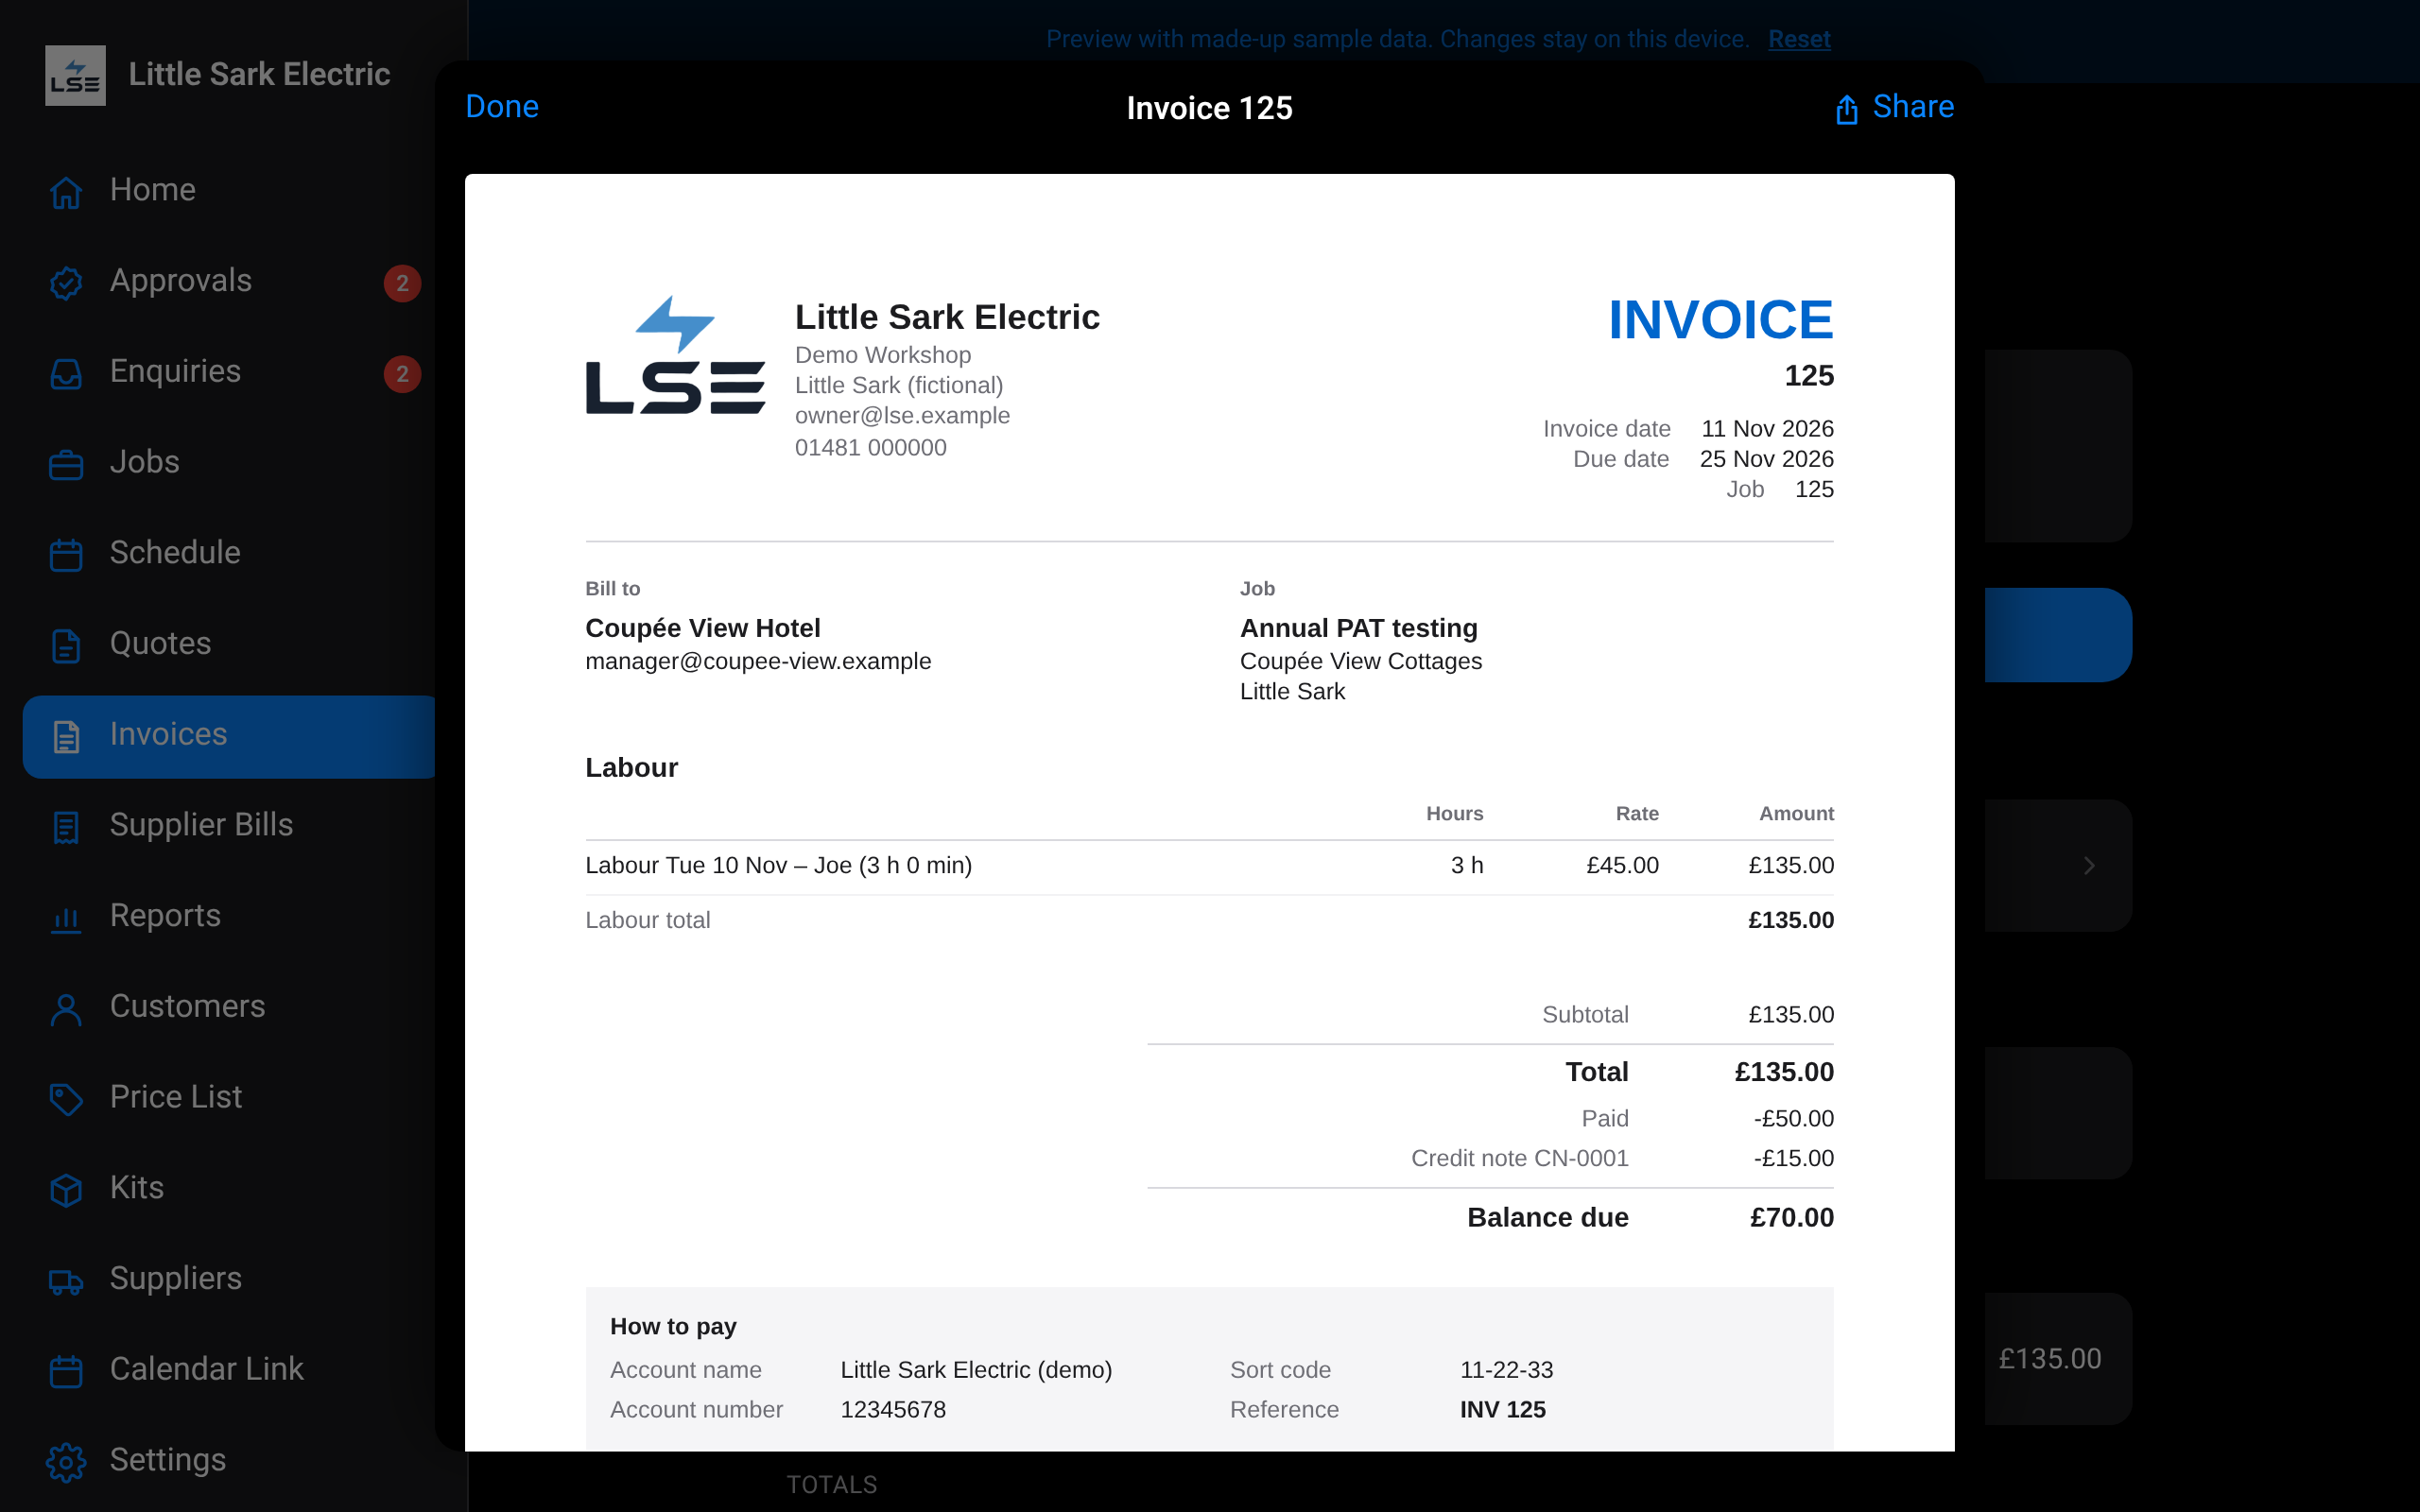 LSE
Little Sark Electric
Home
Approvals 2
Enquiries 2
Jobs
Schedule
Quotes
Invoices
Supplier Bills
Reports
Customers
Price List
Kits
Suppliers
Calendar Link
Settings
Preview with made-up sample data. Changes stay on this device. Reset
Done
Invoice 125
Share
LSE
Little Sark Electric
Demo Workshop
Little Sark (fictional)
owner@lse.example
01481 000000
INVOICE
125
Invoice date 11 Nov 2026
Due date 25 Nov 2026
Job 125
Bill to
Coupée View Hotel
manager@coupee-view.example
Job
Annual PAT testing
Coupée View Cottages
Little Sark
Labour
Hours Rate Amount
Labour Tue 10 Nov – Joe (3 h 0 min) 3 h £45.00 £135.00
Labour total £135.00
Subtotal £135.00
Total £135.00
Paid -£50.00
Credit note CN-0001 -£15.00
Balance due £70.00
How to pay
Account name Little Sark Electric (demo) Sort code 11-22-33
Account number 12345678 Reference INV 125
£135.00
TOTALS